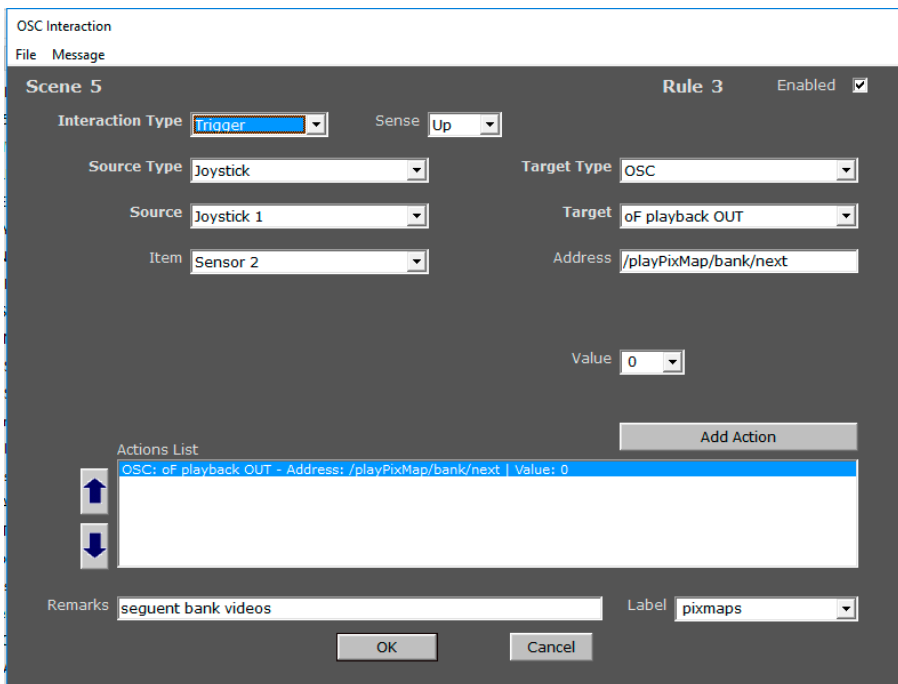 OSC Interaction
File Message
Scene 5 Rule 3 Enabled
Interaction Type Trigger Sense Up
Source Type Joystick Target Type OSC
Source Joystick 1 Target oF playback OUT
Item Sensor 2 Address /playPixMap/bank/next
Value 0
Add Action
Actions List
OSC: oF playback OUT - Address: /playPixMap/bank/next | Value: 0
Remarks seguent bank videos Label pixmaps
OK Cancel